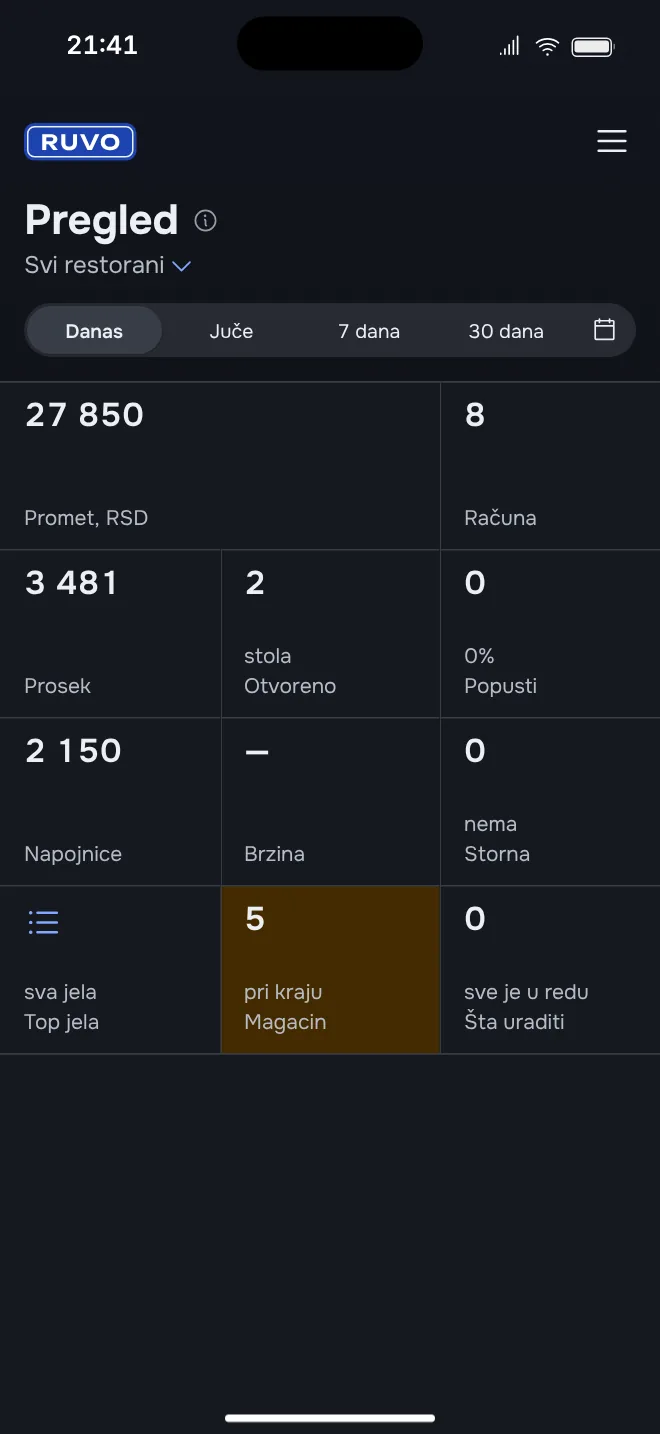 21:41
RUVO
Pregled
Svi restorani
Danas Juče 7 dana 30 dana
27 850
Promet, RSD
8
Računa
3 481
Prosek
2
stola
Otvoreno
0
0%
Popusti
2 150
Napojnice
—
Brzina
0
nema
Storna
sva jela
Top jela
5
pri kraju
Magacin
0
sve je u redu
Šta uraditi